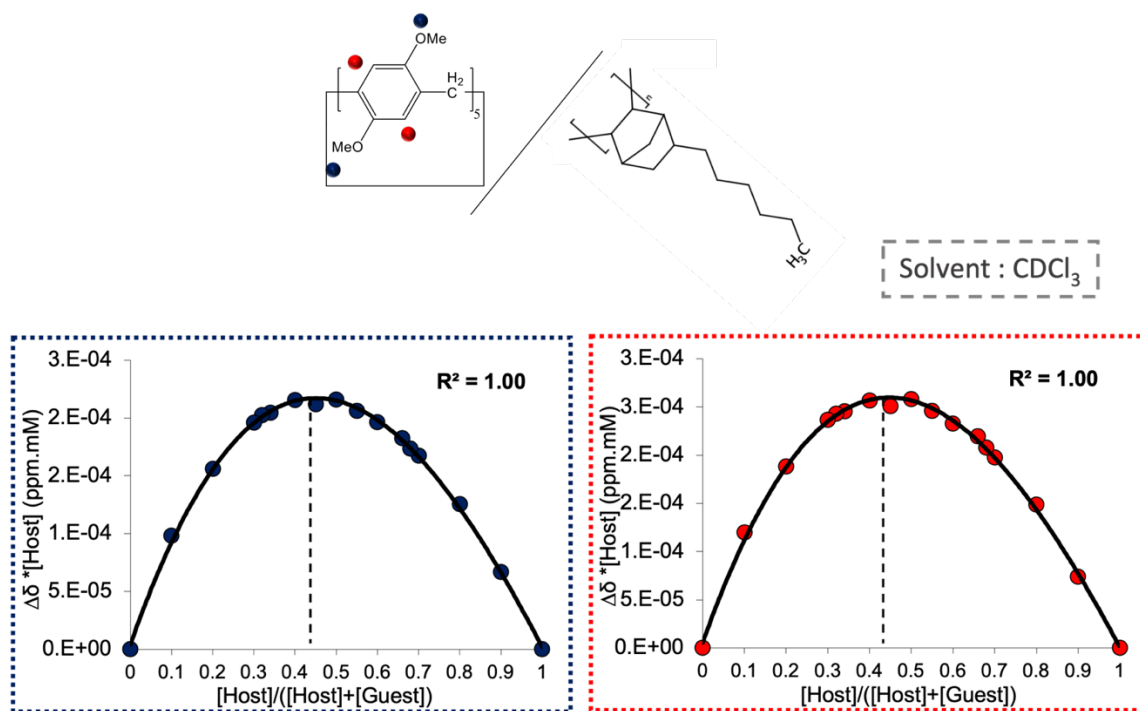 OMe
H2
C
5
MeO
n
H3C
Solvent : CDCl3
3.E-04
2.E-04
2.E-04
1.E-04
5.E-05
0.E+00
Δδ *[Host] (ppm.mM)
R² = 1.00
0 0.1 0.2 0.3 0.4 0.5 0.6 0.7 0.8 0.9 1
[Host]/([Host]+[Guest])
3.E-04
3.E-04
2.E-04
2.E-04
1.E-04
5.E-05
0.E+00
Δδ *[Host] (ppm.mM)
R² = 1.00
0 0.1 0.2 0.3 0.4 0.5 0.6 0.7 0.8 0.9 1
[Host]/([Host]+[Guest])